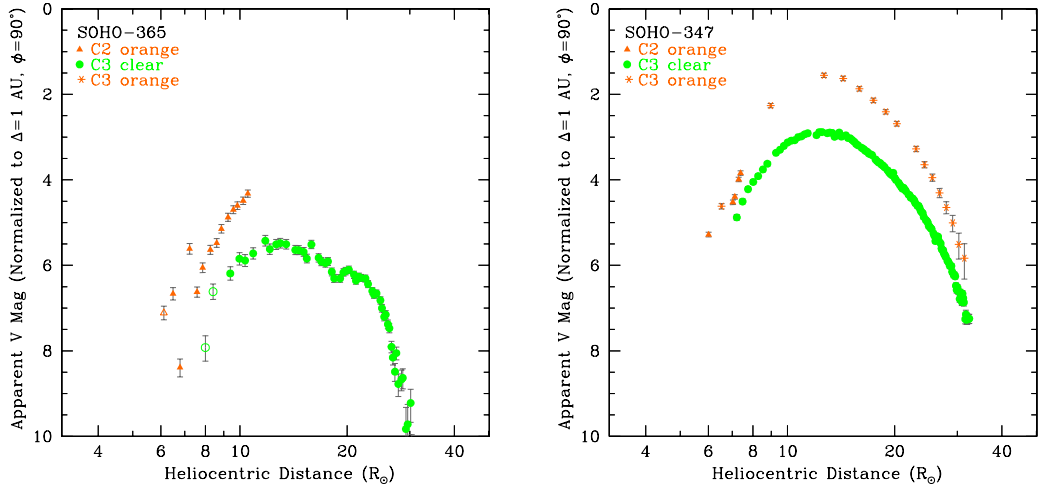 SOHO-365
C2 orange
C3 clear
C3 orange
0
2
4
6
8
10
4
6
8
10
20
40
Heliocentric Distance (R☉)
Apparent V Mag (Normalized to Δ=1 AU, ϕ=90°)
SOHO-347
C2 orange
C3 clear
C3 orange
0
2
4
6
8
10
4
6
8
10
20
40
Heliocentric Distance (R☉)
Apparent V Mag (Normalized to Δ=1 AU, ϕ=90°)